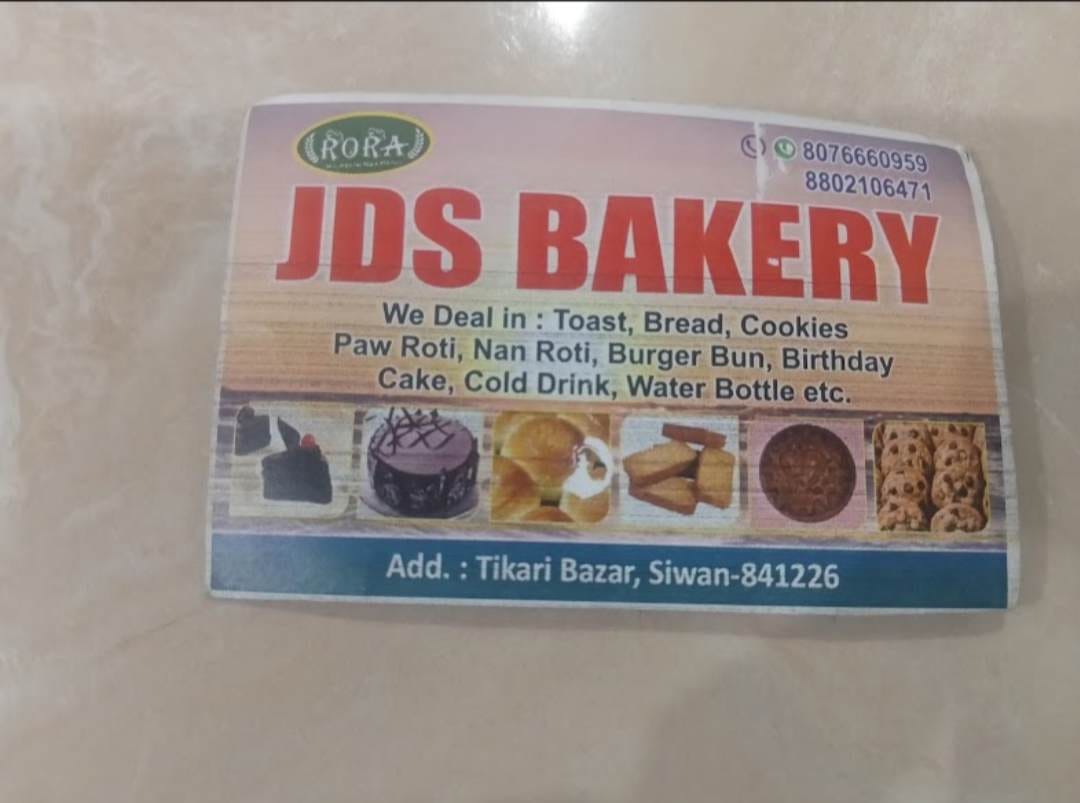 RORA
8076660959
8802106471
JDS BAKERY
We Deal in : Toast, Bread, Cookies
Paw Roti, Nan Roti, Burger Bun, Birthday
Cake, Cold Drink, Water Bottle etc.
Add. : Tikari Bazar, Siwan-841226